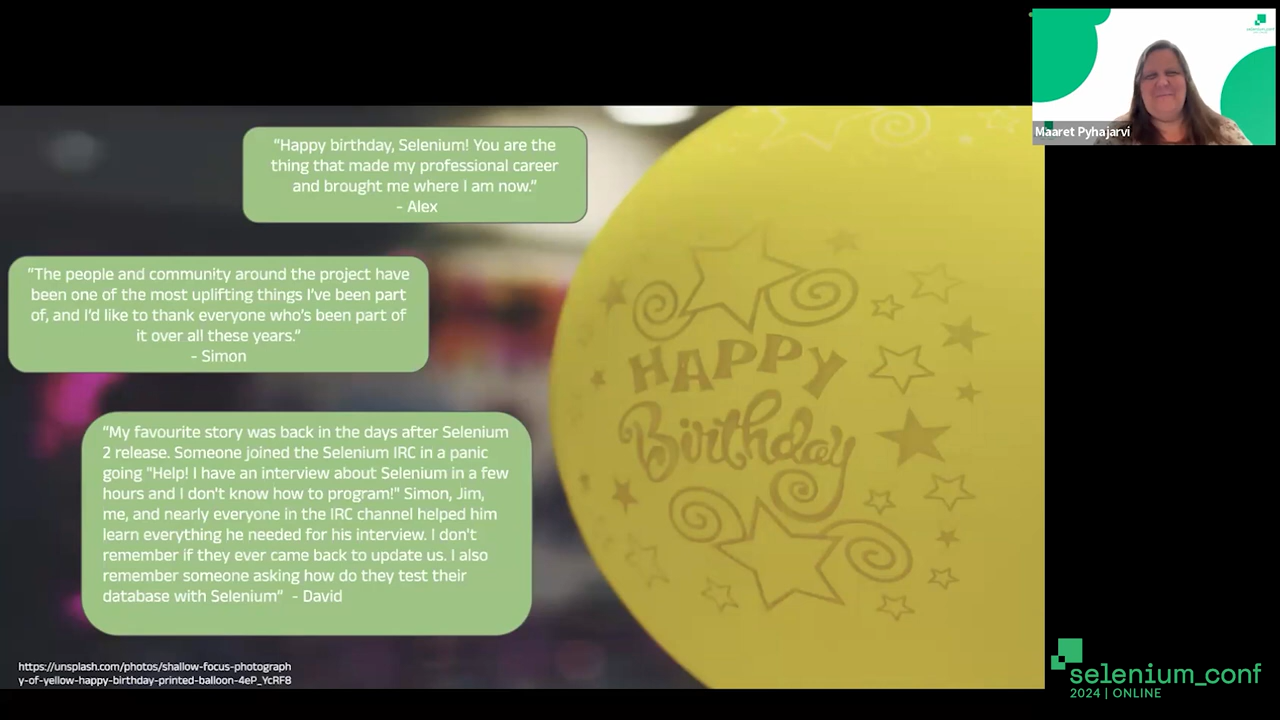 “Happy birthday, Selenium! You are the
thing that made my professional career
and brought me where I am now.”
- Alex
“The people and community around the project have
been one of the most uplifting things I’ve been part
of, and I’d like to thank everyone who’s been part of
it over all these years.”
- Simon
“My favourite story was back in the days after Selenium
2 release. Someone joined the Selenium IRC in a panic
going "Help! I have an interview about Selenium in a few
hours and I don't know how to program!" Simon, Jim,
me, and nearly everyone in the IRC channel helped him
learn everything he needed for his interview. I don't
remember if they ever came back to update us. I also
remember someone asking how do they test their
database with Selenium” - David
https://unsplash.com/photos/shallow-focus-photograph
y-of-yellow-happy-birthday-printed-balloon-4eP_YcRF8
HAPPY
Birthday
Maaret Pyhajarvi
selenium_conf
2024 | ONLINE